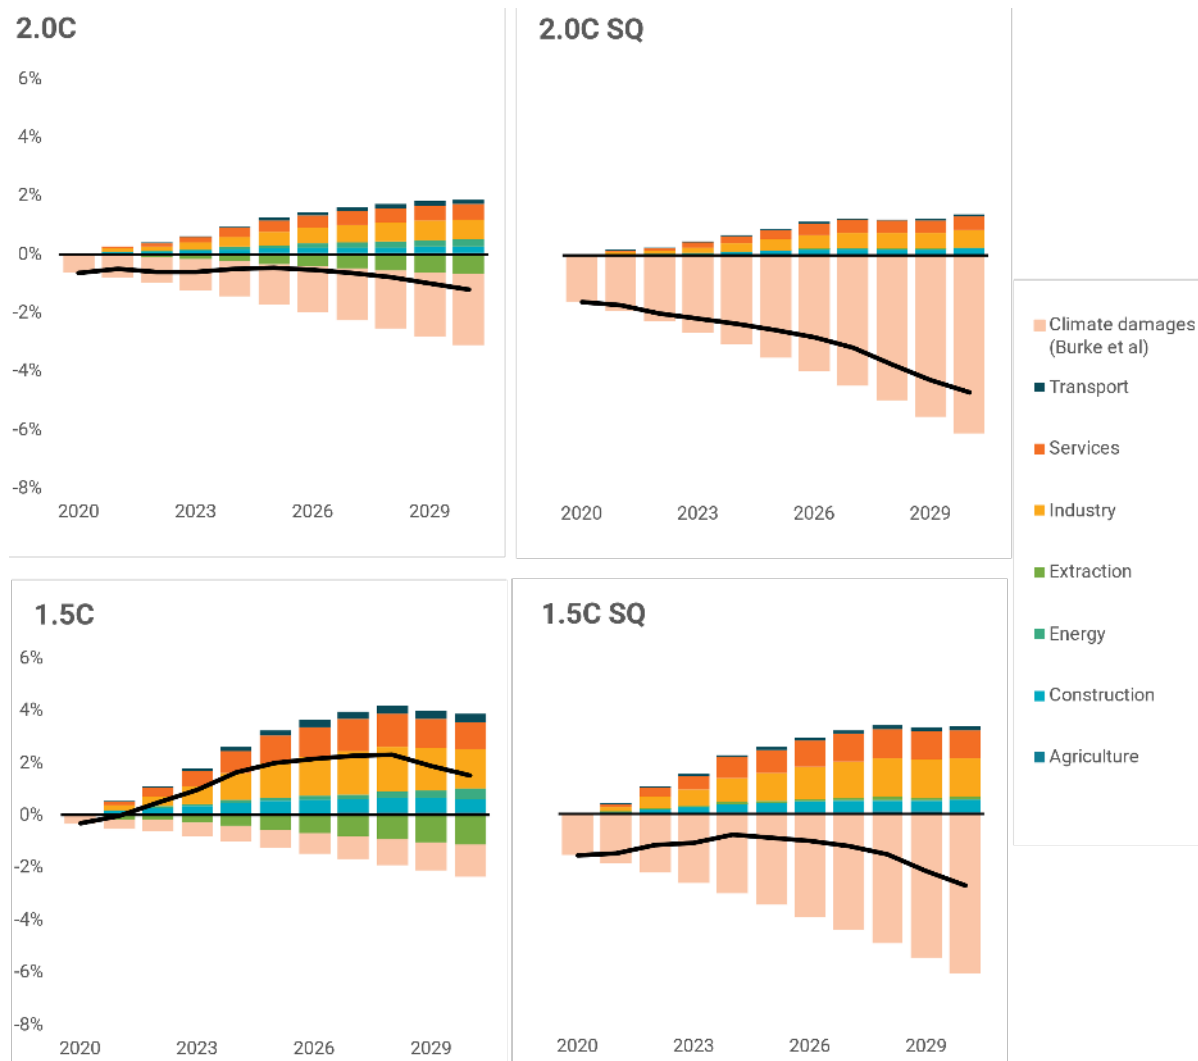 2.0C
6%
4%
2%
0%
-2%
-4%
-6%
-8%
2020 2023 2026 2029
2.0C SQ
2020 2023 2026 2029
Climate damages
(Burke et al)
Transport
Services
Industry
Extraction
Energy
Construction
Agriculture
1.5C
6%
4%
2%
0%
-2%
-4%
-6%
-8%
2020 2023 2026 2029
1.5C SQ
2020 2023 2026 2029